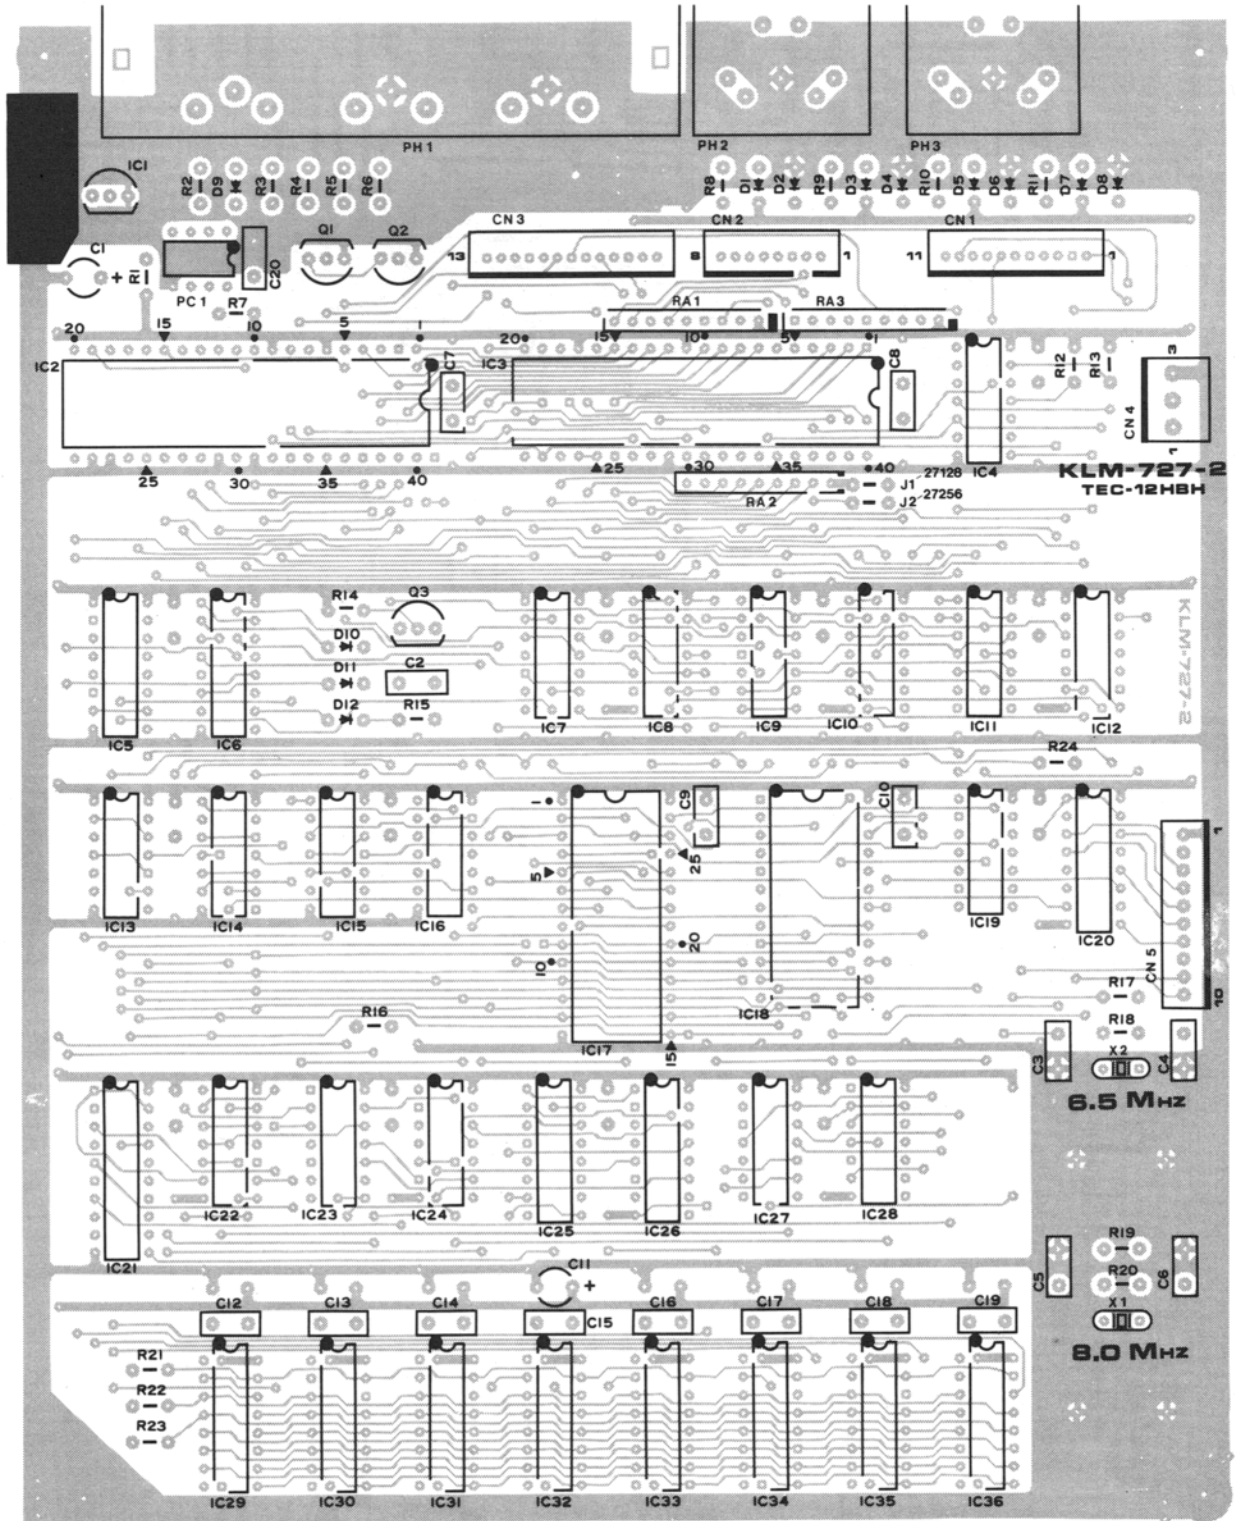 PH1
PH2
PH3
IC1
R2 D9 R3 R4 R5 R6
R8 D1 D2 R9 D3 D4 R10 D5 D6 R11 D7 D8
C1 + R1
PC1
C20
Q1
Q2
CN3
13
CN2
8 1
CN1
11 1
R7
RA1
RA3
20 15 10 5 1
20 15 10 5 1
IC2
C7
IC3
C8
IC4
R12
R13
3
CN4
1
25 30 35 40
25 30 35 40
RA2
J1 27128
J2 27256
KLM-727-2
TEC-12HBH
R14
Q3
D10
D11
C2
D12
R15
KLM-727-2
IC5 IC6 IC7 IC8 IC9 IC10 IC11 IC12
R24
1
5
10
C9
25
20
15
C10
1
CN5
10
IC13 IC14 IC15 IC16
IC19
IC20
IC17
IC18
R16
R17
R18
C3
X2
C4
6.5 MHz
IC21 IC22 IC23 IC24 IC25 IC26 IC27 IC28
R19
R20
C5
C6
X1
8.0 MHz
C11
+
C12 C13 C14 C15 C16 C17 C18 C19
R21
R22
R23
IC29 IC30 IC31 IC32 IC33 IC34 IC35 IC36